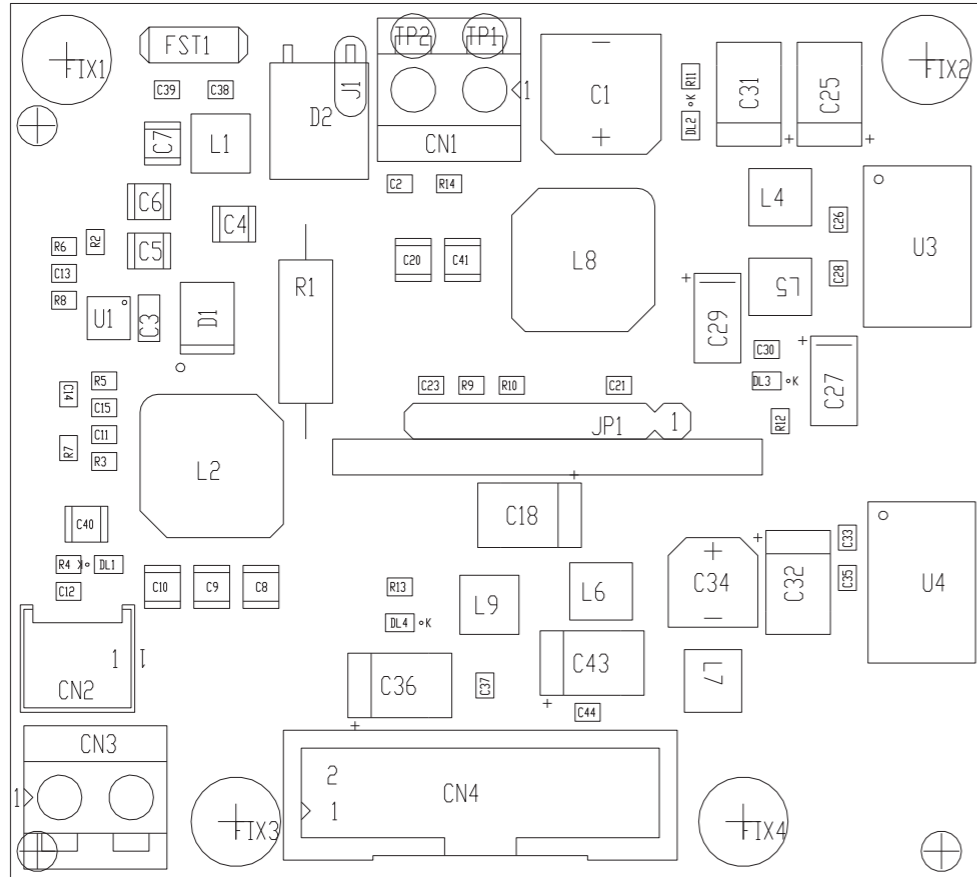 FIX1
FST1
C39
C38
C7
L1
D2
J1
TP2
TP1
1
CN1
C1
+
R11
K
DL2
C31
+
C25
+
FIX2
C2
R14
C6
C4
C5
R6
R2
C13
R8
U1
C3
D1
R1
C20
C41
L8
L4
C26
U3
L5
C28
+
C29
C30
+
DL3
K
C27
R12
C14
R5
C15
C11
R7
R3
L2
C23
R9
R10
C21
JP1
1
+
C18
C40
R4
K
DL1
C12
C10
C9
C8
R13
DL4
K
L9
L6
+
C34
+
C32
C33
C35
U4
1
1
CN2
C36
+
C37
C43
+
C44
L7
CN3
1
FIX3
2
1
CN4
FIX4